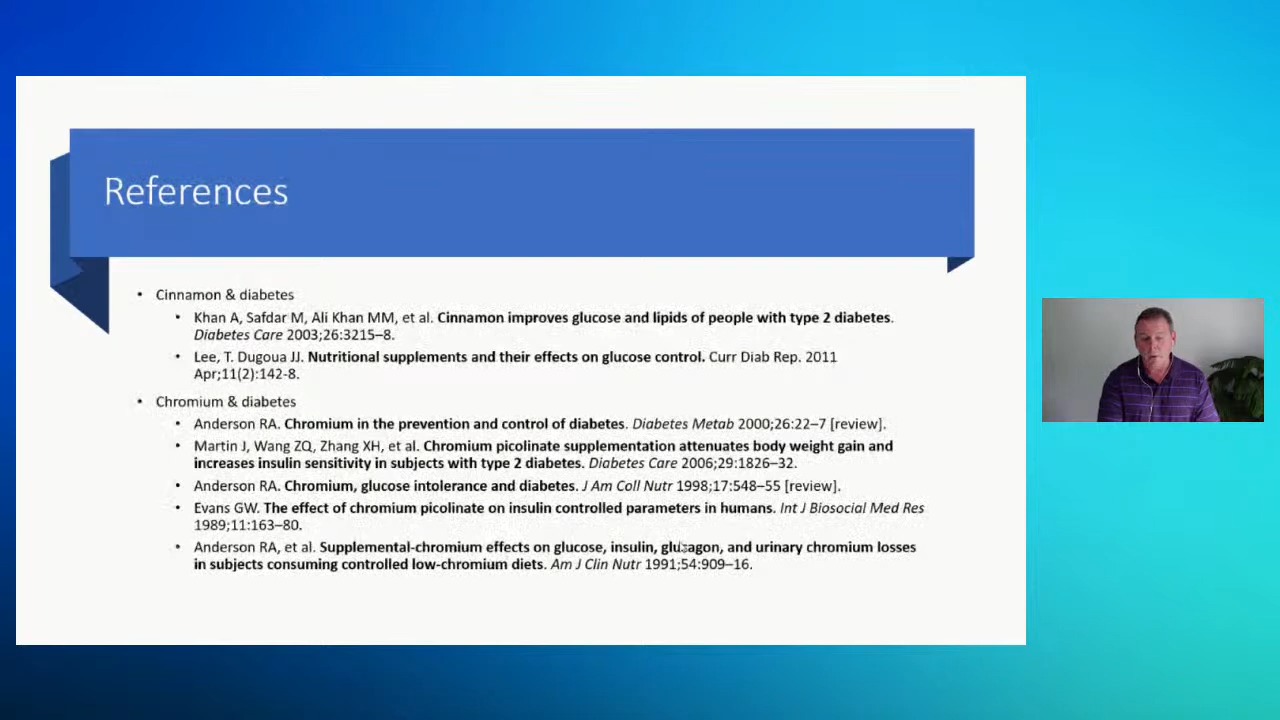 References
• Cinnamon & diabetes
• Khan A, Safdar M, Ali Khan MM, et al. Cinnamon improves glucose and lipids of people with type 2 diabetes.
Diabetes Care 2003;26:3215–8.
• Lee, T. Dugoua JJ. Nutritional supplements and their effects on glucose control. Curr Diab Rep. 2011
Apr;11(2):142-8.
• Chromium & diabetes
• Anderson RA. Chromium in the prevention and control of diabetes. Diabetes Metab 2000;26:22–7 [review].
• Martin J, Wang ZQ, Zhang XH, et al. Chromium picolinate supplementation attenuates body weight gain and
increases insulin sensitivity in subjects with type 2 diabetes. Diabetes Care 2006;29:1826–32.
• Anderson RA. Chromium, glucose intolerance and diabetes. J Am Coll Nutr 1998;17:548–55 [review].
• Evans GW. The effect of chromium picolinate on insulin controlled parameters in humans. Int J Biosocial Med Res
1989;11:163–80.
• Anderson RA, et al. Supplemental-chromium effects on glucose, insulin, glucagon, and urinary chromium losses
in subjects consuming controlled low-chromium diets. Am J Clin Nutr 1991;54:909–16.